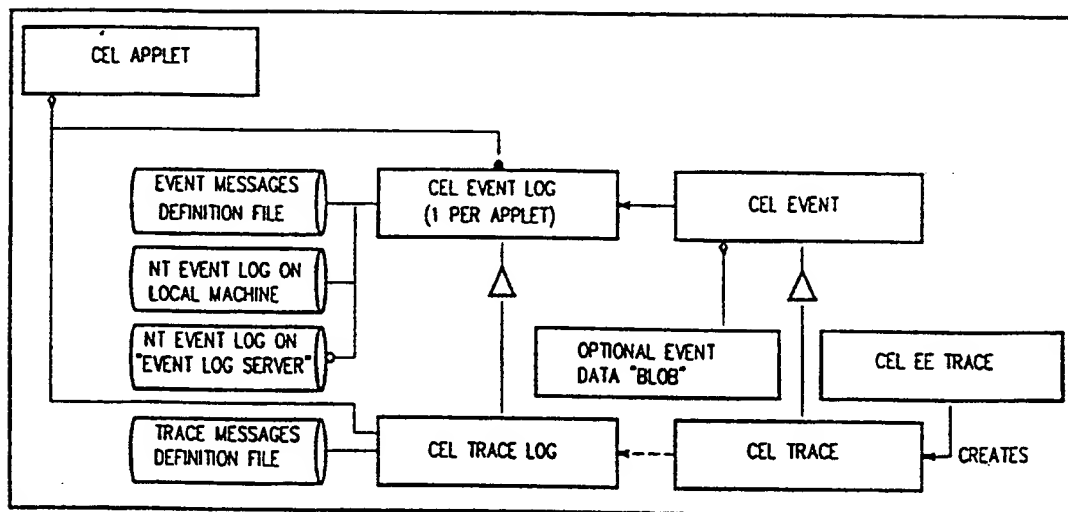 CEL APPLET
EVENT MESSAGES
DEFINITION FILE
CEL EVENT LOG
(1 PER APPLET)
CEL EVENT
NT EVENT LOG ON
LOCAL MACHINE
NT EVENT LOG ON
"EVENT LOG SERVER"
OPTIONAL EVENT
DATA "BLOB"
CEL EE TRACE
TRACE MESSAGES
DEFINITION FILE
CEL TRACE LOG
CEL TRACE
CREATES